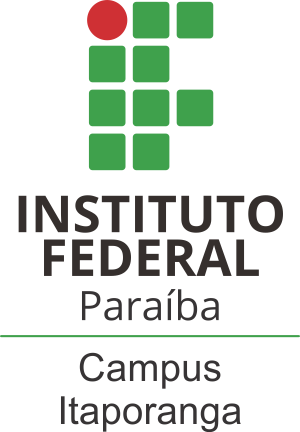 INSTITUTO
FEDERAL
Paraíba
Campus
Itaporanga